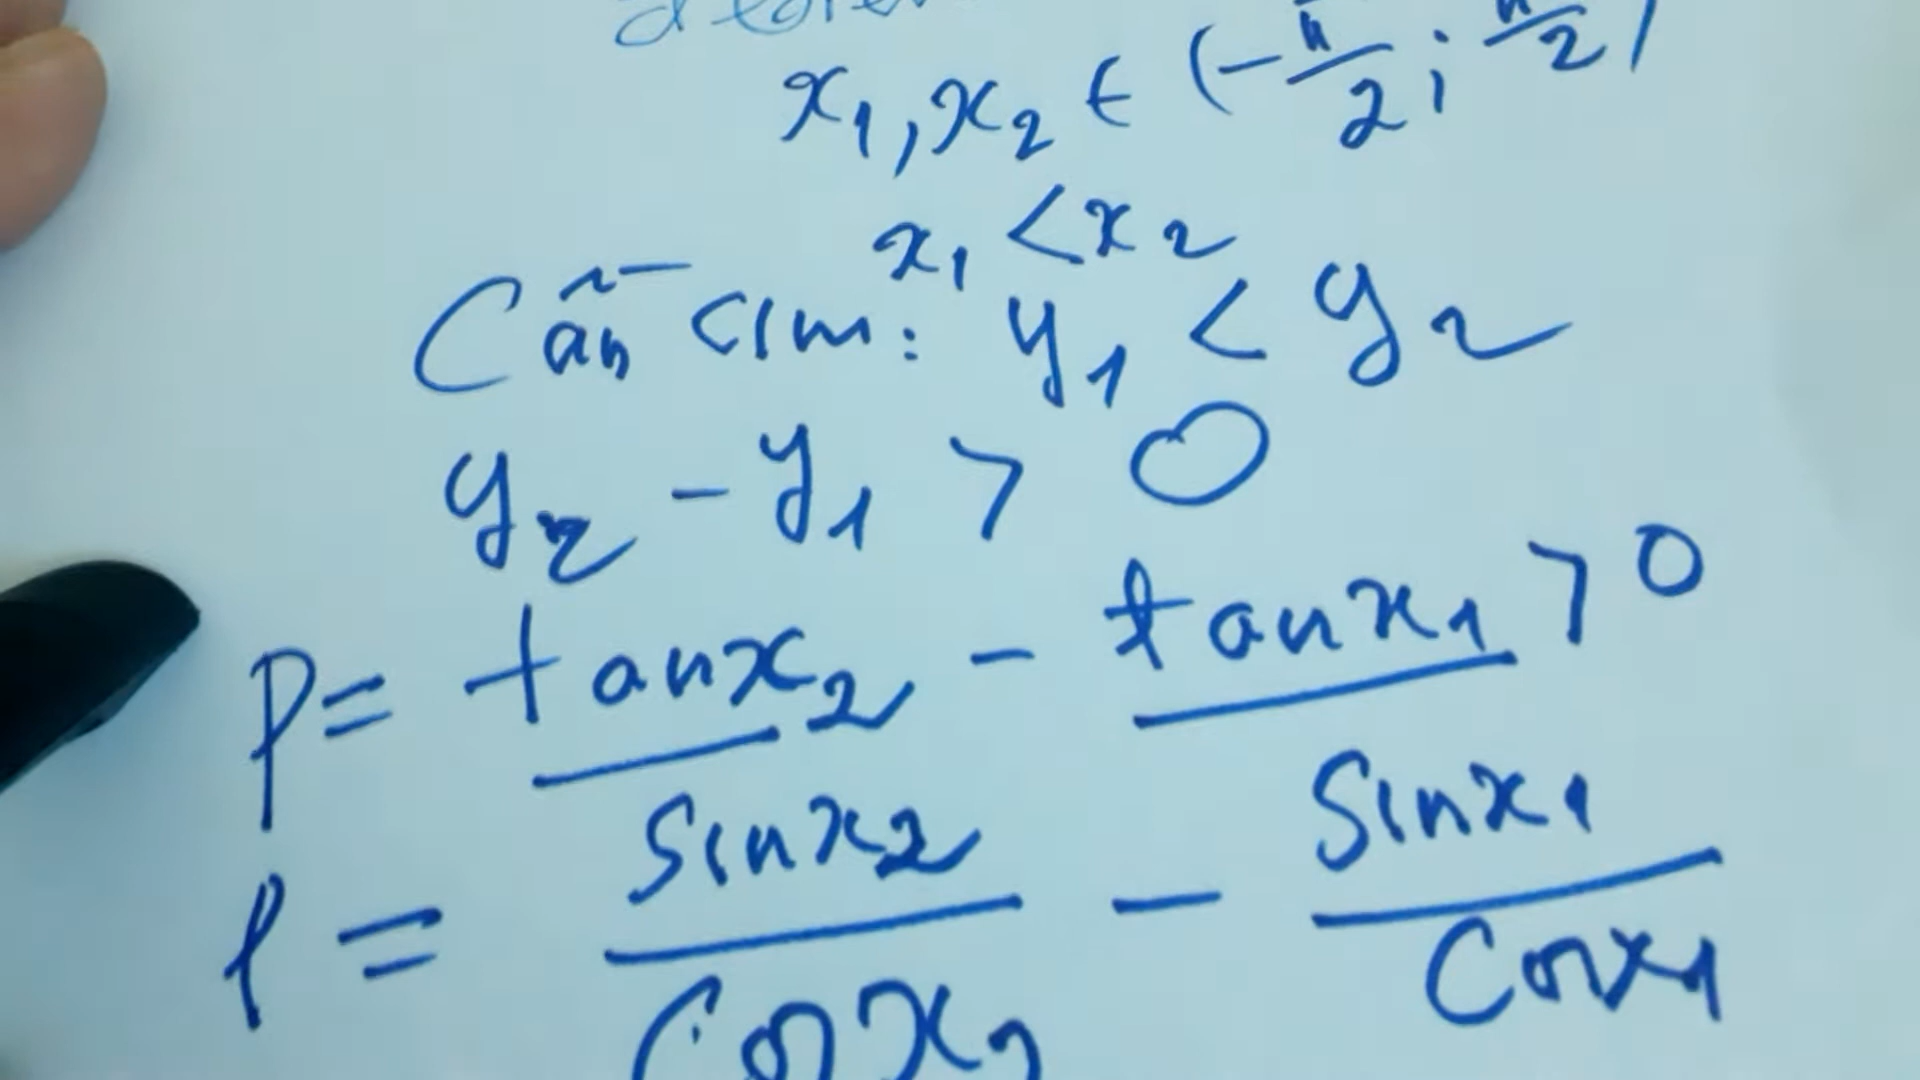 x₁, x₂ ∈ (-π/2; π/2)
x₁ < x₂
Cần c/m: y₁ < y₂
y₂ - y₁ > 0
P = tanx₂ - tanx₁ > 0
P = sinx₂/cosx₂ - sinx₁/cosx₁